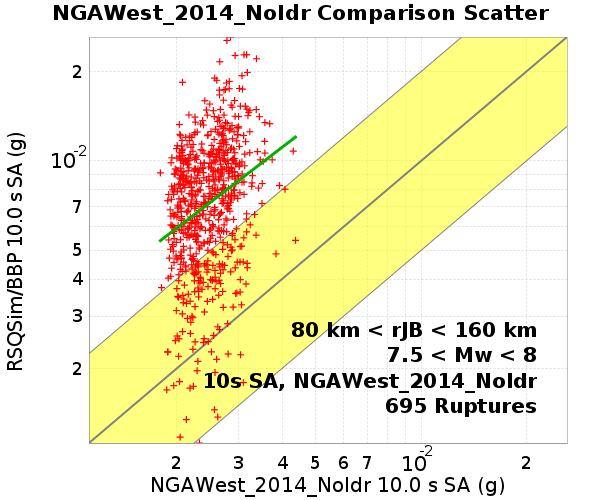 NGAWest_2014_NoIdr Comparison Scatter
RSQSim/BBP 10.0 s SA (g)
2
10-2
7
5
4
3
2
80 km < rJB < 160 km
7.5 < Mw < 8
10s SA, NGAWest_2014_NoIdr
695 Ruptures
2 3 4 5 6 7 10-2 2
NGAWest_2014_NoIdr 10.0 s SA (g)